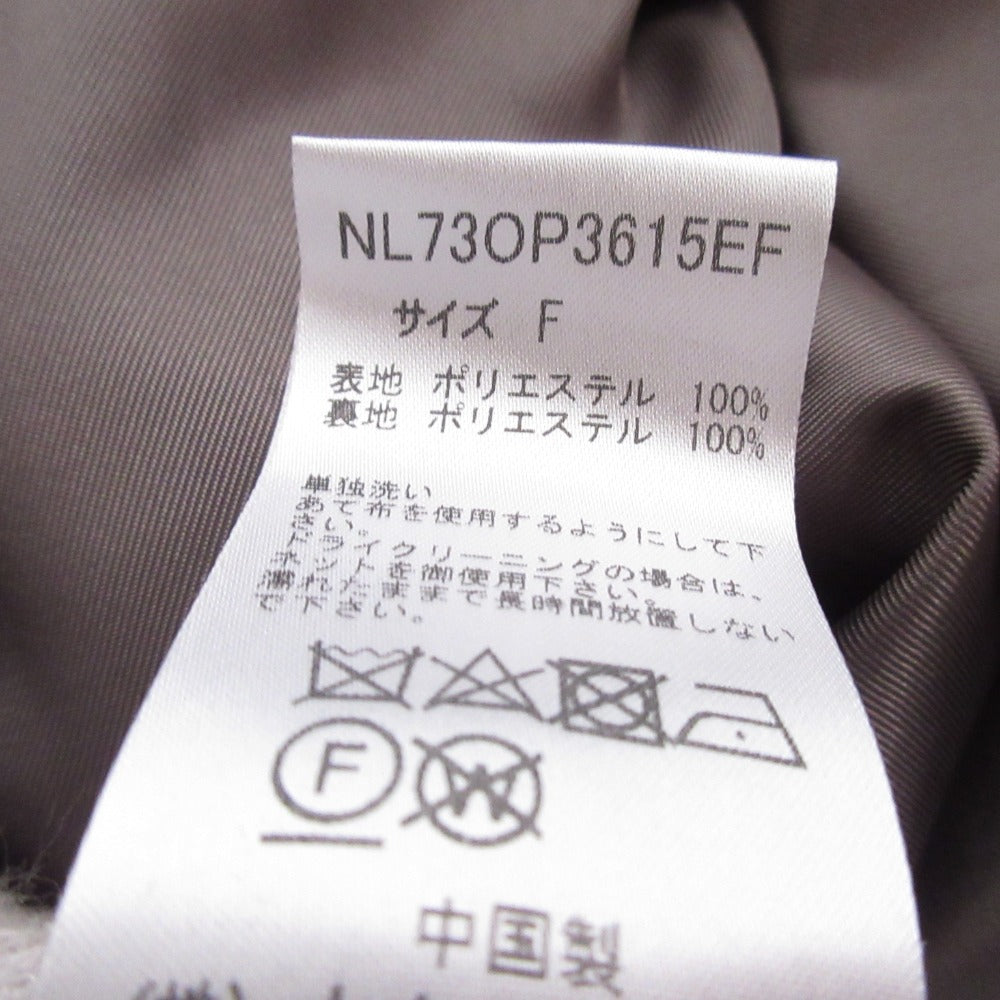 NL73OP3615EF
サイズ F
表地 ポリエステル 100%
裏地 ポリエステル 100%
単独洗い
あて布を使用するようにして下
さい。
ドライクリーニングの場合は、
ネットを御使用下さい。
濡れたままで長時間放置しない
で下さい。
F
W
中国製